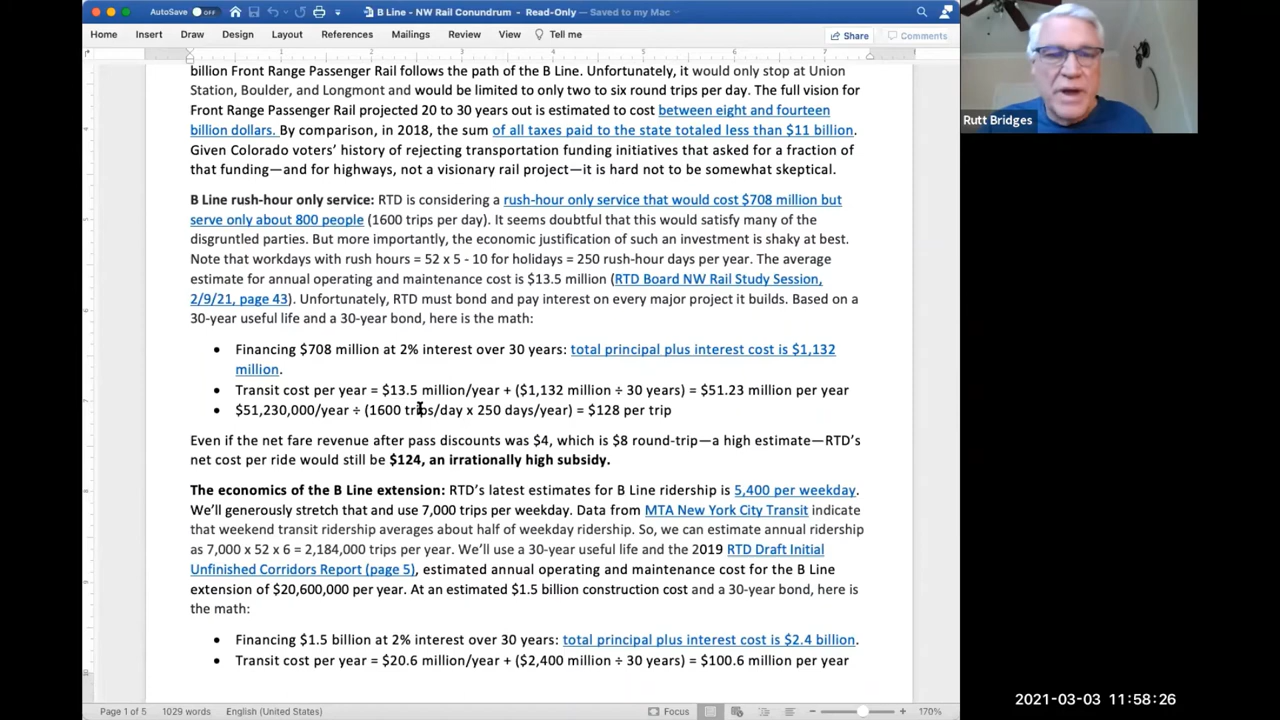 AutoSave OFF
B Line - NW Rail Conundrum - Read-Only — Saved to my Mac
Home Insert Draw Design Layout References Mailings Review View Tell me Share Comments
1 2 3 4 5 6 7
billion Front Range Passenger Rail follows the path of the B Line. Unfortunately, it would only stop at Union
Station, Boulder, and Longmont and would be limited to only two to six round trips per day. The full vision for
Front Range Passenger Rail projected 20 to 30 years out is estimated to cost between eight and fourteen
billion dollars. By comparison, in 2018, the sum of all taxes paid to the state totaled less than $11 billion.
Given Colorado voters’ history of rejecting transportation funding initiatives that asked for a fraction of
that funding—and for highways, not a visionary rail project—it is hard not to be somewhat skeptical.
B Line rush-hour only service: RTD is considering a rush-hour only service that would cost $708 million but
serve only about 800 people (1600 trips per day). It seems doubtful that this would satisfy many of the
disgruntled parties. But more importantly, the economic justification of such an investment is shaky at best.
Note that workdays with rush hours = 52 x 5 - 10 for holidays = 250 rush-hour days per year. The average
estimate for annual operating and maintenance cost is $13.5 million (RTD Board NW Rail Study Session,
2/9/21, page 43). Unfortunately, RTD must bond and pay interest on every major project it builds. Based on a
30-year useful life and a 30-year bond, here is the math:
• Financing $708 million at 2% interest over 30 years: total principal plus interest cost is $1,132
million.
• Transit cost per year = $13.5 million/year + ($1,132 million ÷ 30 years) = $51.23 million per year
• $51,230,000/year ÷ (1600 trips/day x 250 days/year) = $128 per trip
Even if the net fare revenue after pass discounts was $4, which is $8 round-trip—a high estimate—RTD’s
net cost per ride would still be $124, an irrationally high subsidy.
The economics of the B Line extension: RTD’s latest estimates for B Line ridership is 5,400 per weekday.
We’ll generously stretch that and use 7,000 trips per weekday. Data from MTA New York City Transit indicate
that weekend transit ridership averages about half of weekday ridership. So, we can estimate annual ridership
as 7,000 x 52 x 6 = 2,184,000 trips per year. We’ll use a 30-year useful life and the 2019 RTD Draft Initial
Unfinished Corridors Report (page 5), estimated annual operating and maintenance cost for the B Line
extension of $20,600,000 per year. At an estimated $1.5 billion construction cost and a 30-year bond, here is
the math:
• Financing $1.5 billion at 2% interest over 30 years: total principal plus interest cost is $2.4 billion.
• Transit cost per year = $20.6 million/year + ($2,400 million ÷ 30 years) = $100.6 million per year
Page 1 of 5 1029 words English (United States) Focus 170%
Rutt Bridges
2021-03-03 11:58:26